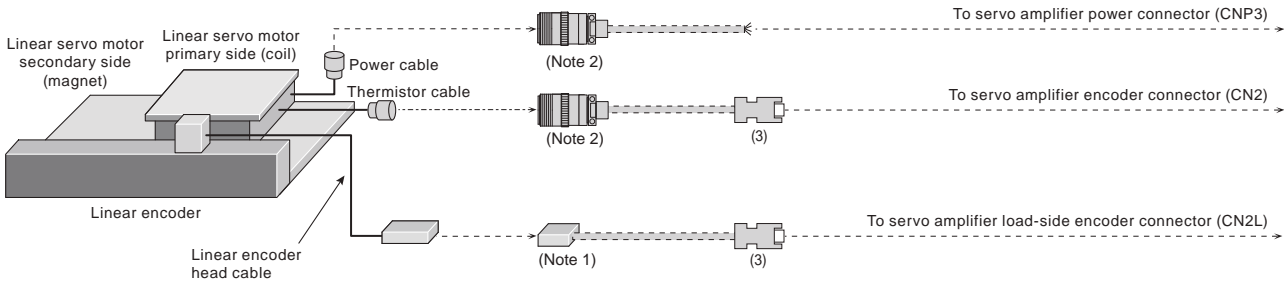 To servo amplifier power connector (CNP3)
Linear servo motor
primary side (coil)
Linear servo motor
secondary side
(magnet)
(Note 2)
Power cable
Thermistor cable
To servo amplifier encoder connector (CN2)
(Note 2)
(3)
Linear encoder
To servo amplifier load-side encoder connector (CN2L)
Linear encoder
head cable
(Note 1)
(3)